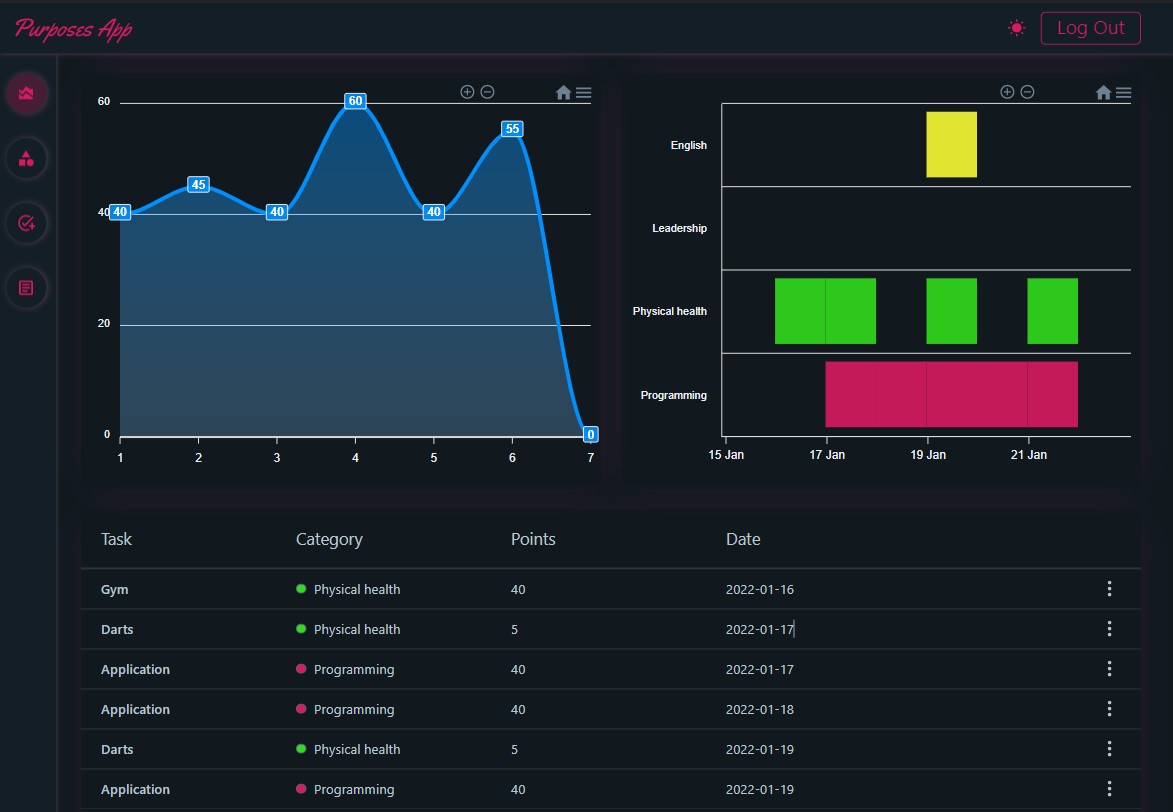 Purposes App
Log Out
60
60
55
45
40 40
40
40
20
0
0
1 2 3 4 5 6 7
English
Leadership
Physical health
Programming
15 Jan 17 Jan 19 Jan 21 Jan
Task Category Points Date
Gym Physical health 40 2022-01-16
Darts Physical health 5 2022-01-17
Application Programming 40 2022-01-17
Application Programming 40 2022-01-18
Darts Physical health 5 2022-01-19
Application Programming 40 2022-01-19